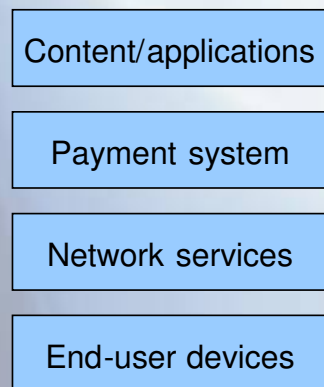 Content/applications
Payment system
Network services
End-user devices